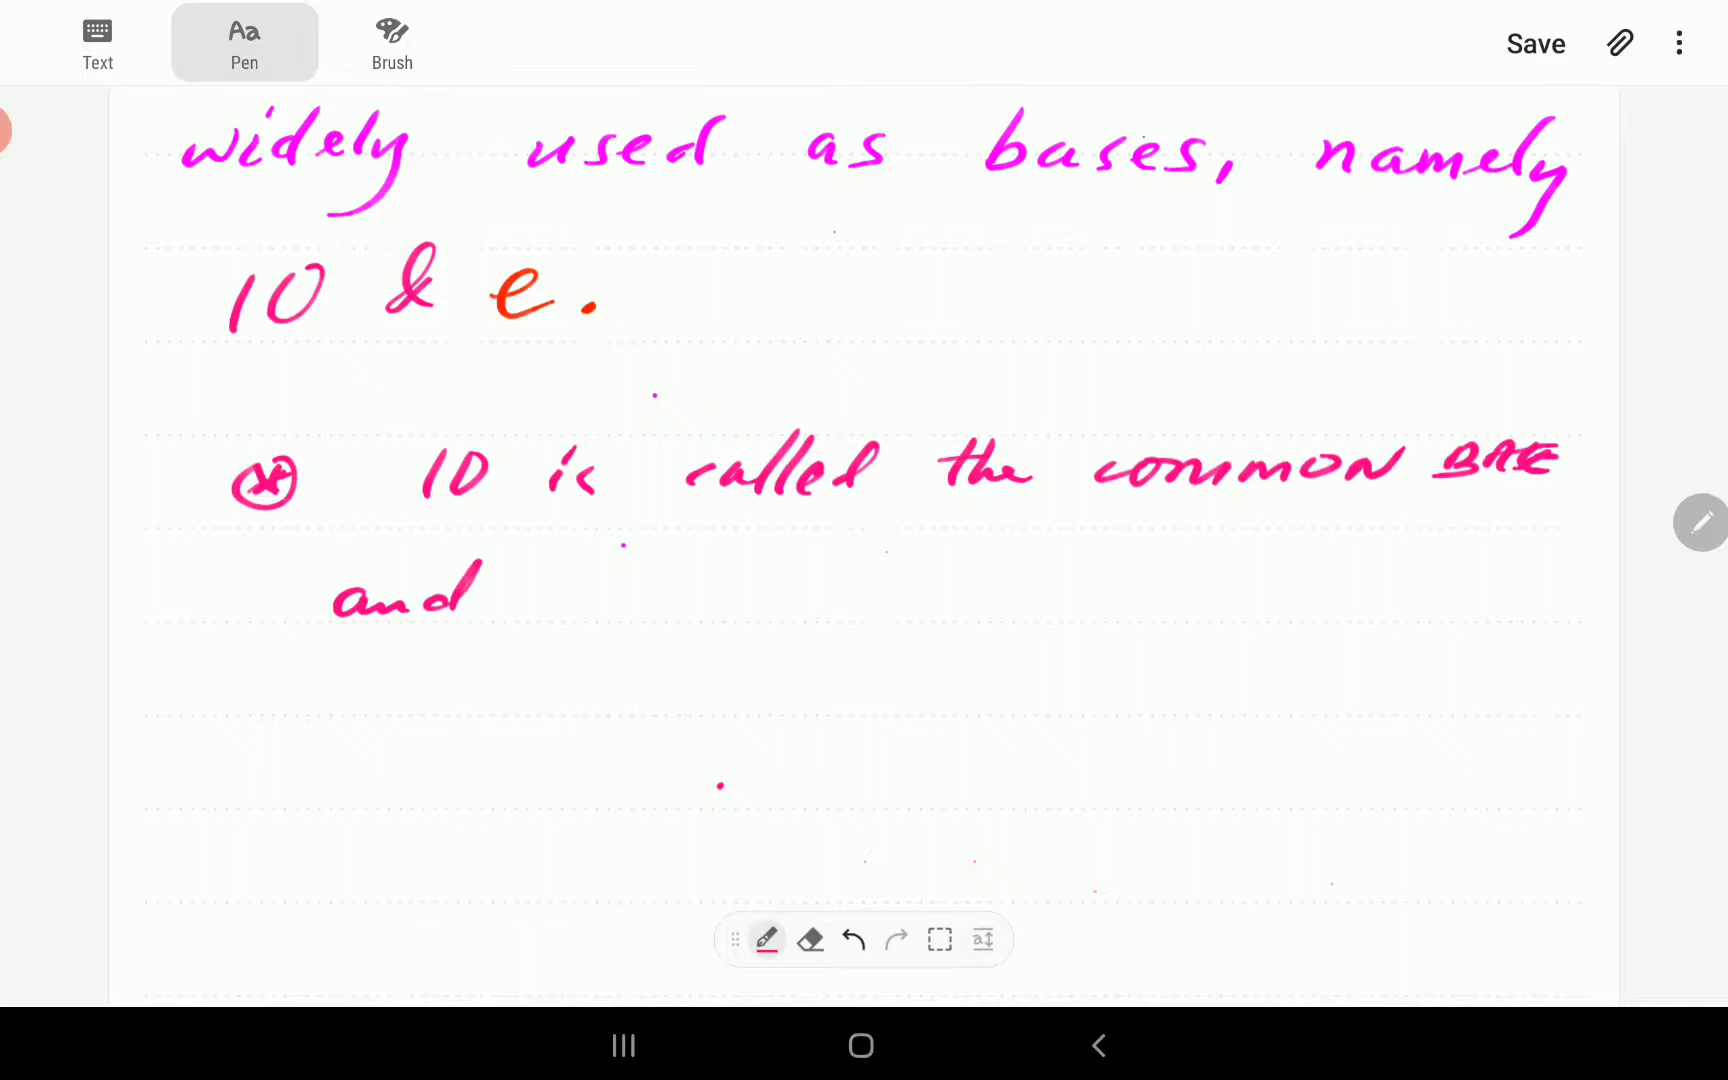 Text Pen Brush Save
widely used as bases, namely
10 & e.
* 10 is called the common BASE
and